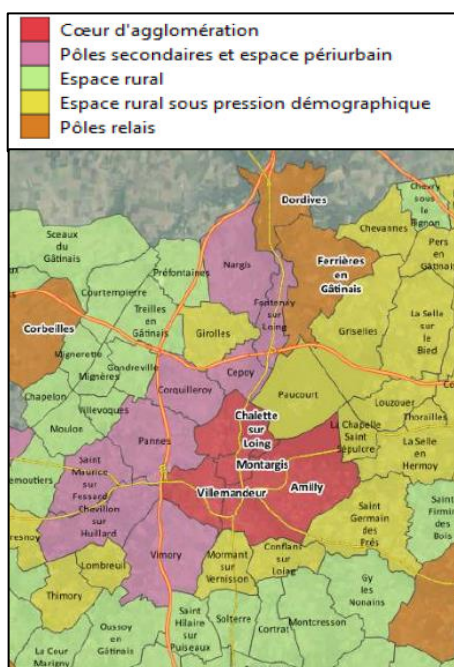 Cœur d'agglomération
Pôles secondaires et espace périurbain
Espace rural
Espace rural sous pression démographique
Pôles relais
Dordives
Chevry
sous
le
Bignon
Chevannes
Sceaux
du
Gâtinais
Nargis
Préfontaines
Ferrières
en
Gâtinais
Pers
en
Gâtinais
Courtempierre
Treilles
en
Gâtinais
Fontenay
sur
Loing
Corbeilles
Girolles
Griselles
La Selle
sur
le
Bied
Mignerette
Gondreville
Mignères
Cepoy
Corquilleroy
Paucourt
Chapelon
Villevoques
Moulon
Chalette
sur
Loing
Louzouer
Thorailles
La Chapelle
Saint
Sépulcre
Pannes
Montargis
La Selle
en
Hermoy
Saint
Maurice
sur
Fessard
Villemandeur
Amilly
Chevillon
sur
Huillard
Saint
Germain
des
Prés
Saint
Firmin
des
Bois
Vimory
Mormant
sur
Vernisson
Conflans
sur
Loing
Lombreuil
Thimory
Gy
les
Nonains
Saint
Hilaire
sur
Puiseaux
Solterre
Montcresson
Oussoy
en
Gâtinais
Cortrat
La Cour
Marigny